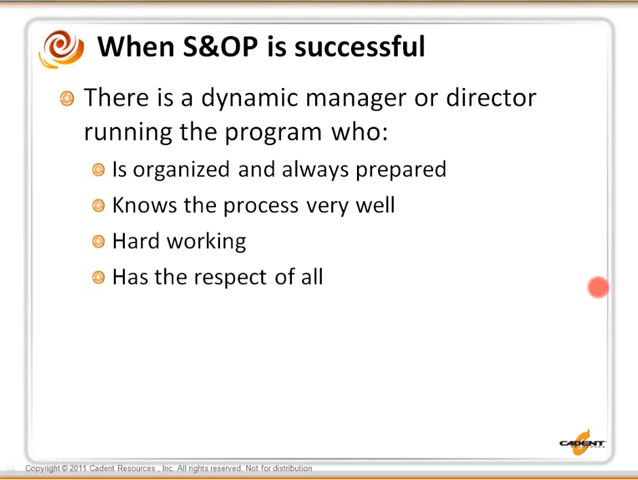 When S&OP is successful
There is a dynamic manager or director
running the program who:
Is organized and always prepared
Knows the process very well
Hard working
Has the respect of all
CADENT
Copyright © 2011 Cadent Resources , Inc. All rights reserved. Not for distribution